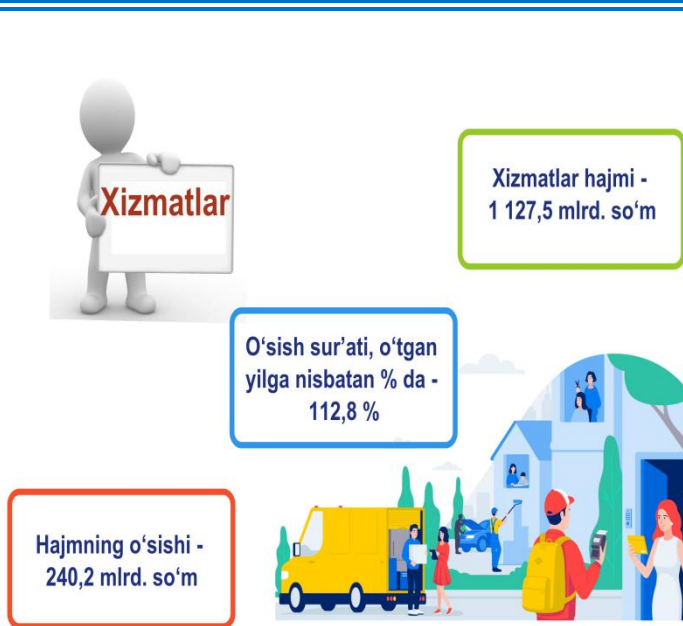 Xizmatlar
Xizmatlar hajmi -
1 127,5 mlrd. so‘m
O‘sish sur’ati, o‘tgan
yilga nisbatan % da -
112,8 %
Hajmning o‘sishi -
240,2 mlrd. so‘m